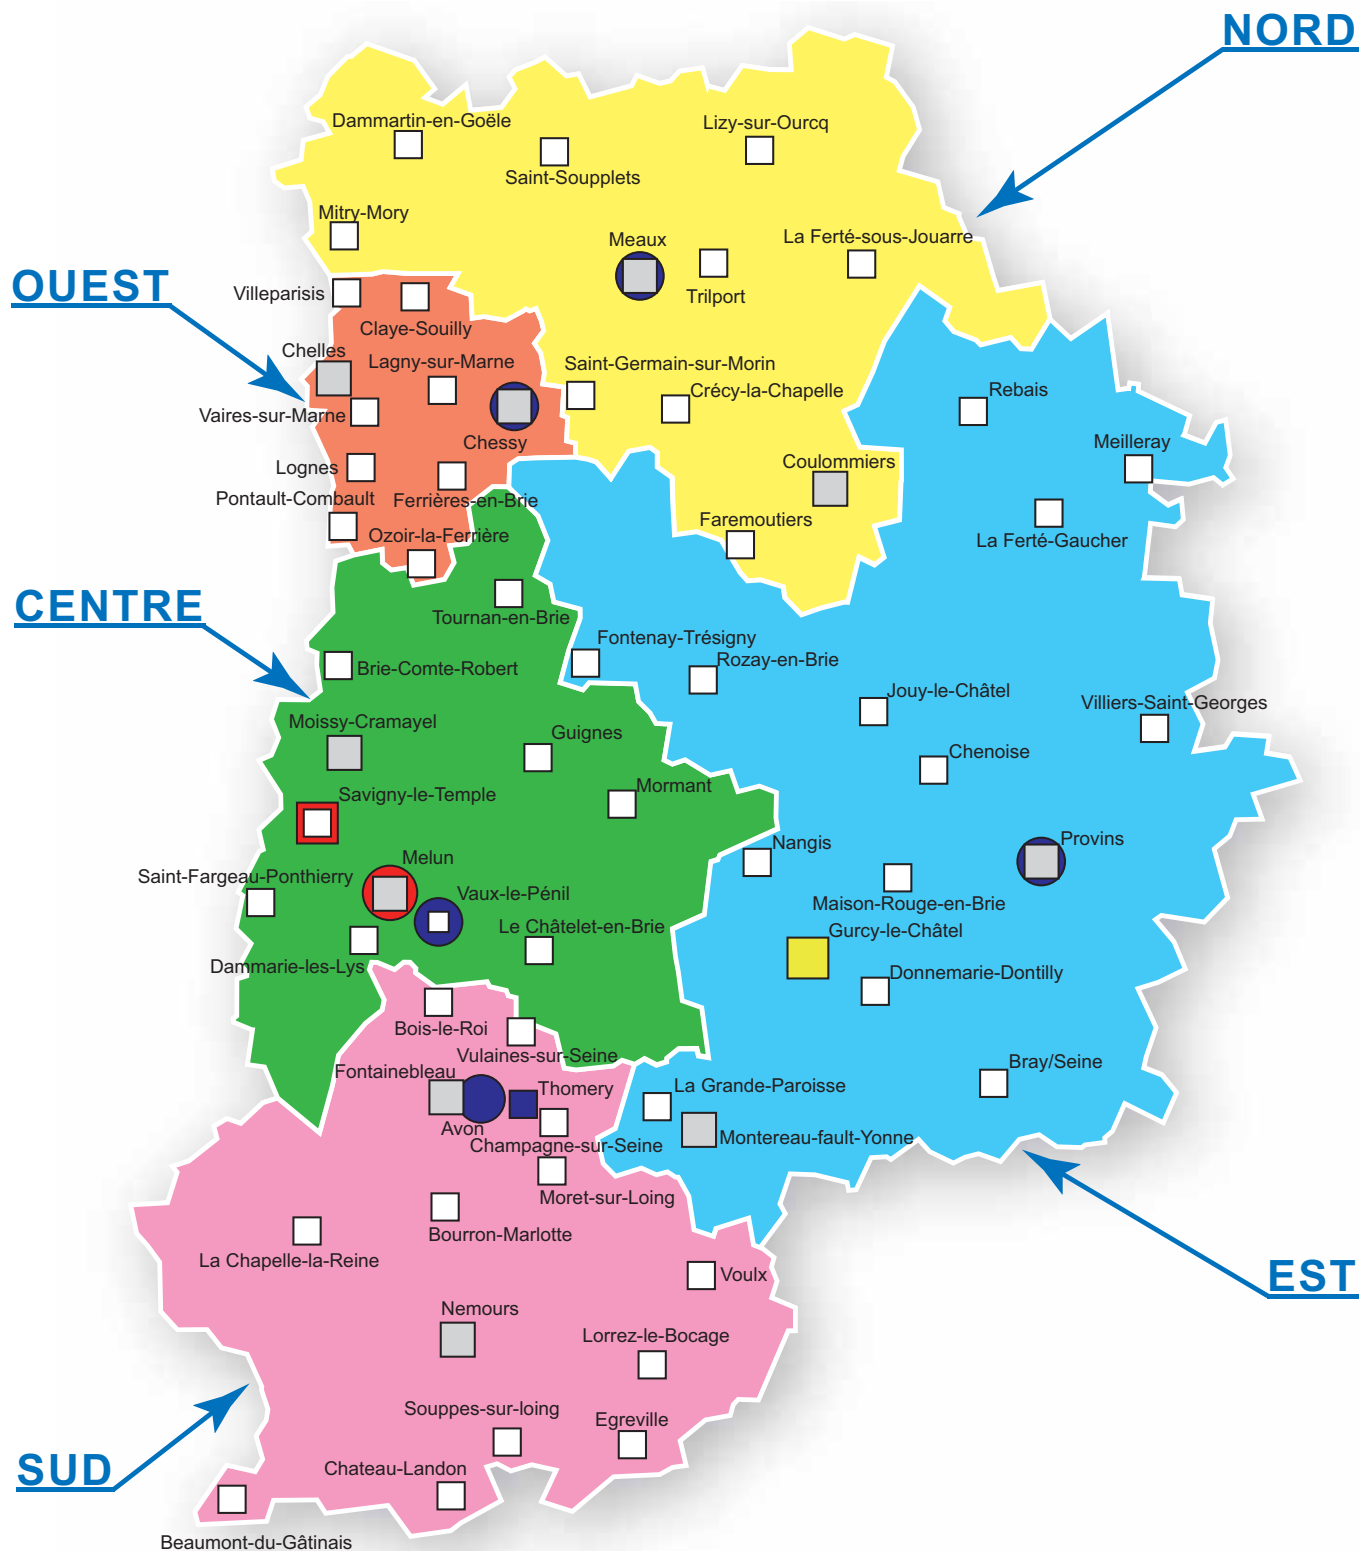 NORD
Dammartin-en-Goële
Lizy-sur-Ourcq
Saint-Soupplets
Mitry-Mory
Meaux
La Ferté-sous-Jouarre
OUEST
Villeparisis
Trilport
Claye-Souilly
Chelles
Lagny-sur-Marne
Saint-Germain-sur-Morin
Crécy-la-Chapelle
Rebais
Vaires-sur-Marne
Chessy
Meilleray
Lognes
Coulommiers
Pontault-Combault
Ferrières-en-Brie
Faremoutiers
Ozoir-la-Ferrière
La Ferté-Gaucher
CENTRE
Tournan-en-Brie
Fontenay-Trésigny
Brie-Comte-Robert
Rozay-en-Brie
Jouy-le-Châtel
Villiers-Saint-Georges
Moissy-Cramayel
Guignes
Chenoise
Savigny-le-Temple
Mormant
Nangis
Provins
Melun
Saint-Fargeau-Ponthierry
Vaux-le-Pénil
Maison-Rouge-en-Brie
Le Châtelet-en-Brie
Gurcy-le-Châtel
Dammarie-les-Lys
Donnemarie-Dontilly
Bois-le-Roi
Vulaines-sur-Seine
Bray/Seine
Fontainebleau
Thomery
La Grande-Paroisse
Avon
Champagne-sur-Seine
Montereau-fault-Yonne
Moret-sur-Loing
Bourron-Marlotte
La Chapelle-la-Reine
Voulx
EST
Nemours
Lorrez-le-Bocage
Souppes-sur-loing
Egreville
SUD
Chateau-Landon
Beaumont-du-Gâtinais